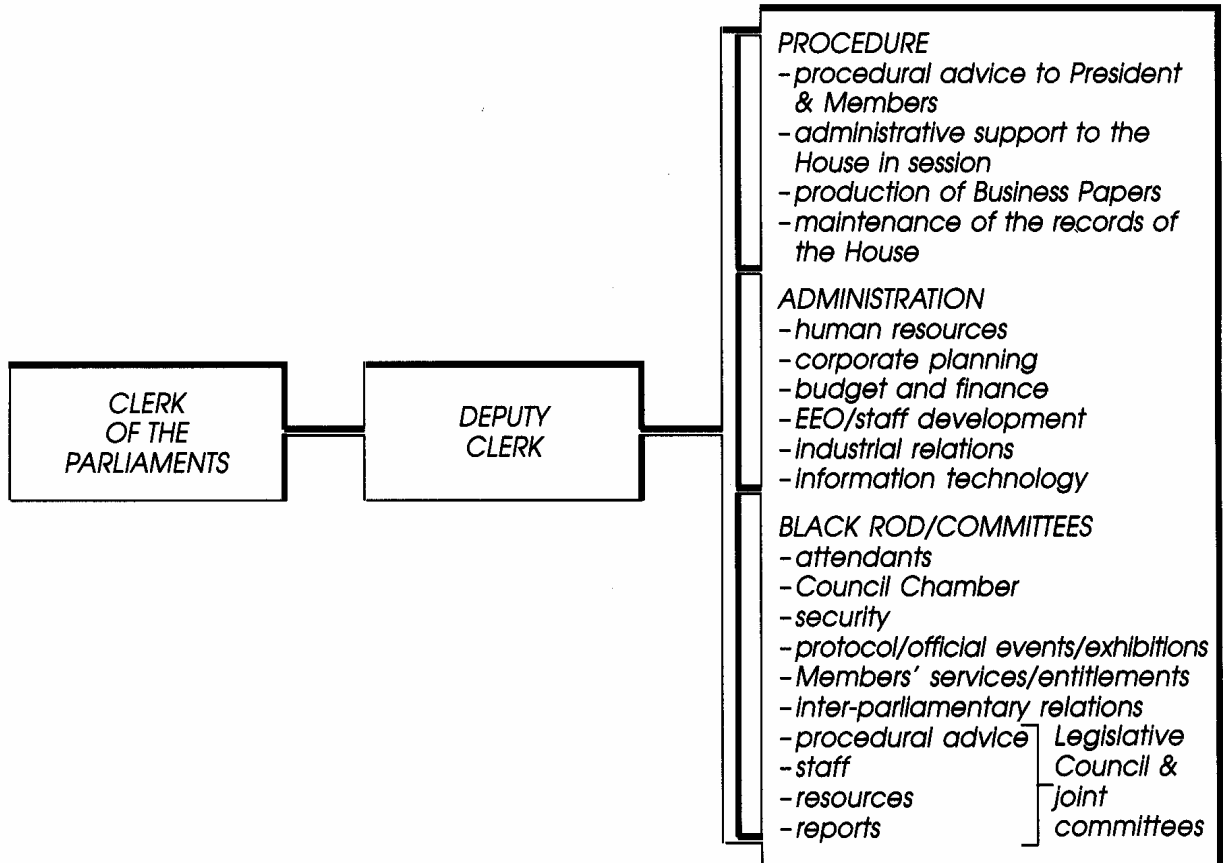 CLERK
OF THE
PARLIAMENTS
DEPUTY
CLERK
PROCEDURE
-procedural advice to President
& Members
-administrative support to the
House in session
-production of Business Papers
-maintenance of the records of
the House
ADMINISTRATION
-human resources
-corporate planning
-budget and finance
-EEO/staff development
-industrial relations
-information technology
BLACK ROD/COMMITTEES
-attendants
-Council Chamber
-security
-protocol/official events/exhibitions
-Members' services/entitlements
-inter-parliamentary relations
-procedural advice
-staff
-resources
-reports
Legislative
Council &
joint
committees